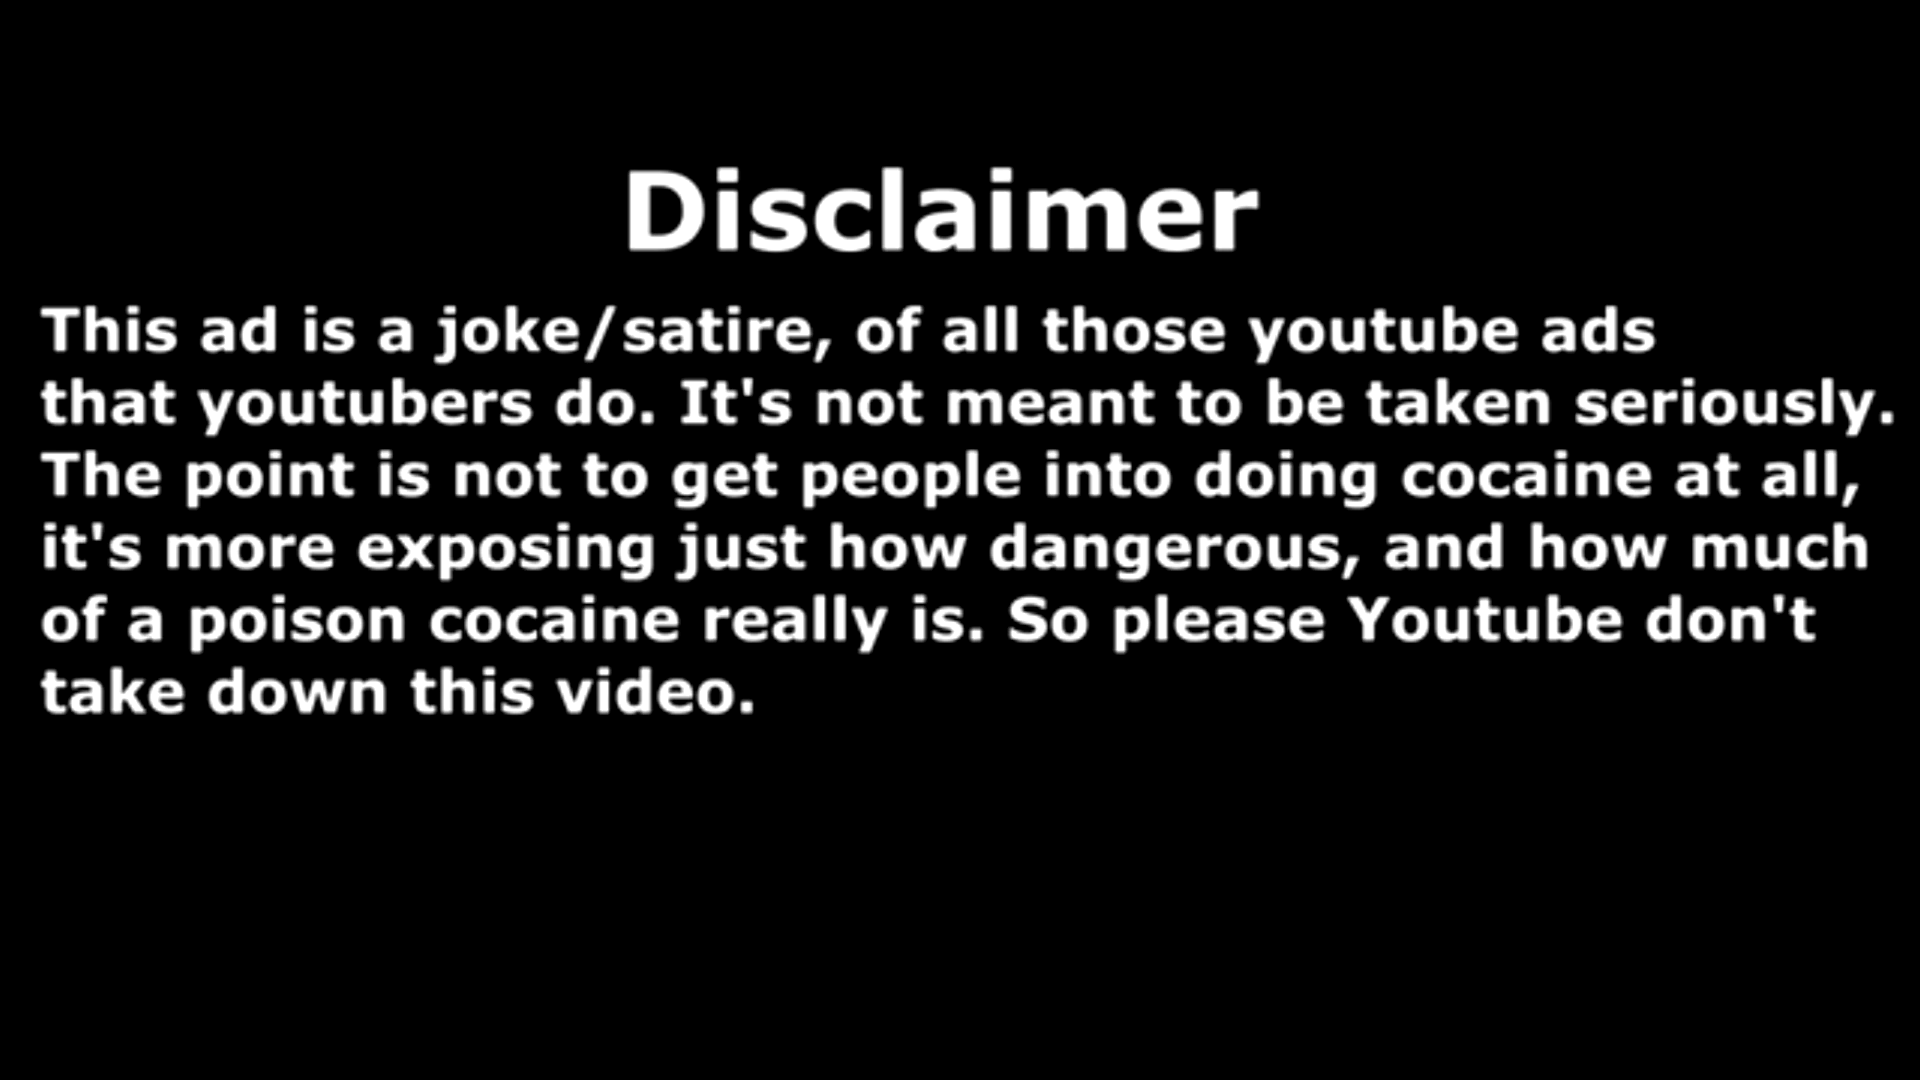 Disclaimer
This ad is a joke/satire, of all those youtube ads
that youtubers do. It's not meant to be taken seriously.
The point is not to get people into doing cocaine at all,
it's more exposing just how dangerous, and how much
of a poison cocaine really is. So please Youtube don't
take down this video.